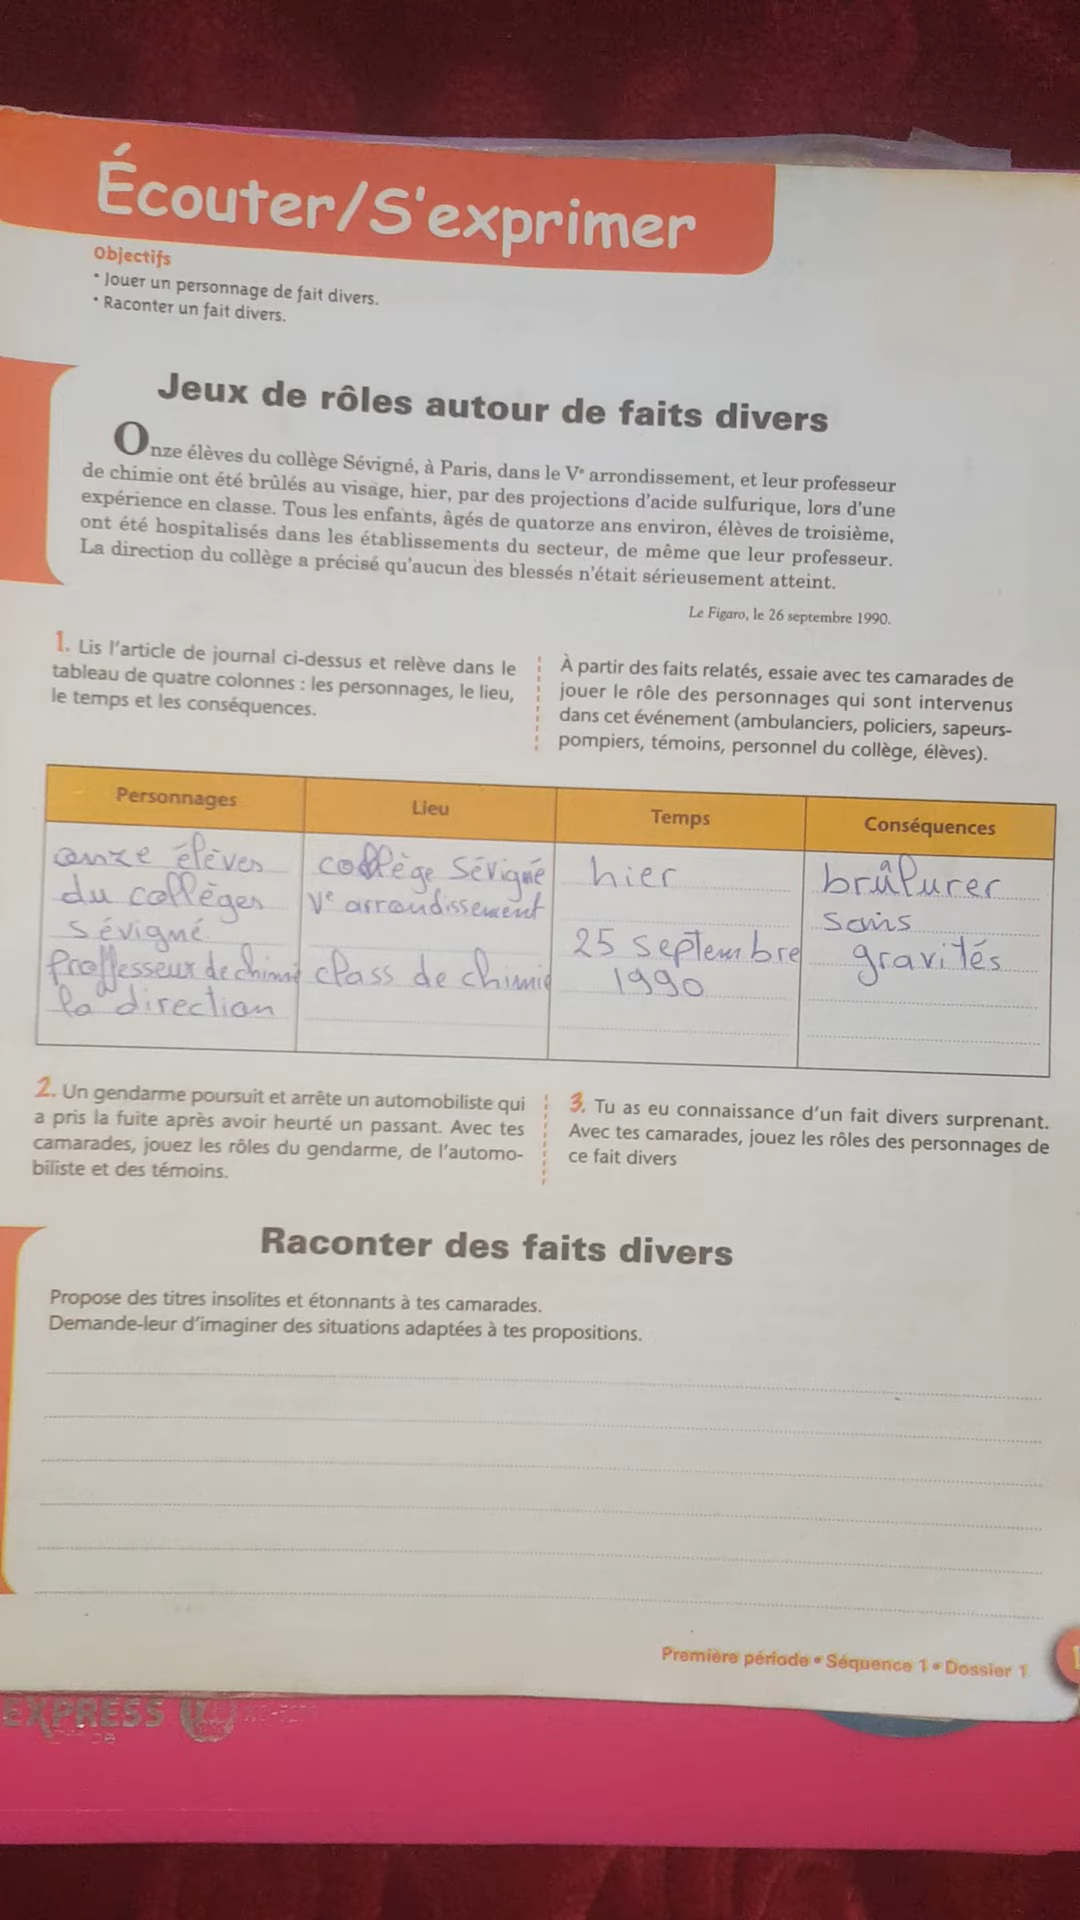 Écouter/S'exprimer
Objectifs
• Jouer un personnage de fait divers.
• Raconter un fait divers.
Jeux de rôles autour de faits divers
Onze élèves du collège Sévigné, à Paris, dans le Ve arrondissement, et leur professeur
de chimie ont été brûlés au visage, hier, par des projections d'acide sulfurique, lors d'une
expérience en classe. Tous les enfants, âgés de quatorze ans environ, élèves de troisième,
ont été hospitalisés dans les établissements du secteur, de même que leur professeur.
La direction du collège a précisé qu'aucun des blessés n'était sérieusement atteint.
Le Figaro, le 26 septembre 1990.
1. Lis l'article de journal ci-dessus et relève dans le
tableau de quatre colonnes : les personnages, le lieu,
le temps et les conséquences.
À partir des faits relatés, essaie avec tes camarades de
jouer le rôle des personnages qui sont intervenus
dans cet événement (ambulanciers, policiers, sapeurs-
pompiers, témoins, personnel du collège, élèves).
Personnages
onze élèves
du collèges
sévigné.
proffesseur de chimie
la direction
Lieu
collège Sévigné
Ve arrondissement
class de chimie
Temps
hier
25 septembre
1990
Conséquences
brûlurer
sans
gravités
2. Un gendarme poursuit et arrête un automobiliste qui
a pris la fuite après avoir heurté un passant. Avec tes
camarades, jouez les rôles du gendarme, de l'automo-
biliste et des témoins.
3. Tu as eu connaissance d'un fait divers surprenant.
Avec tes camarades, jouez les rôles des personnages de
ce fait divers
Raconter des faits divers
Propose des titres insolites et étonnants à tes camarades.
Demande-leur d'imaginer des situations adaptées à tes propositions.
Première période • Séquence 1 • Dossier 1
EXPRESS